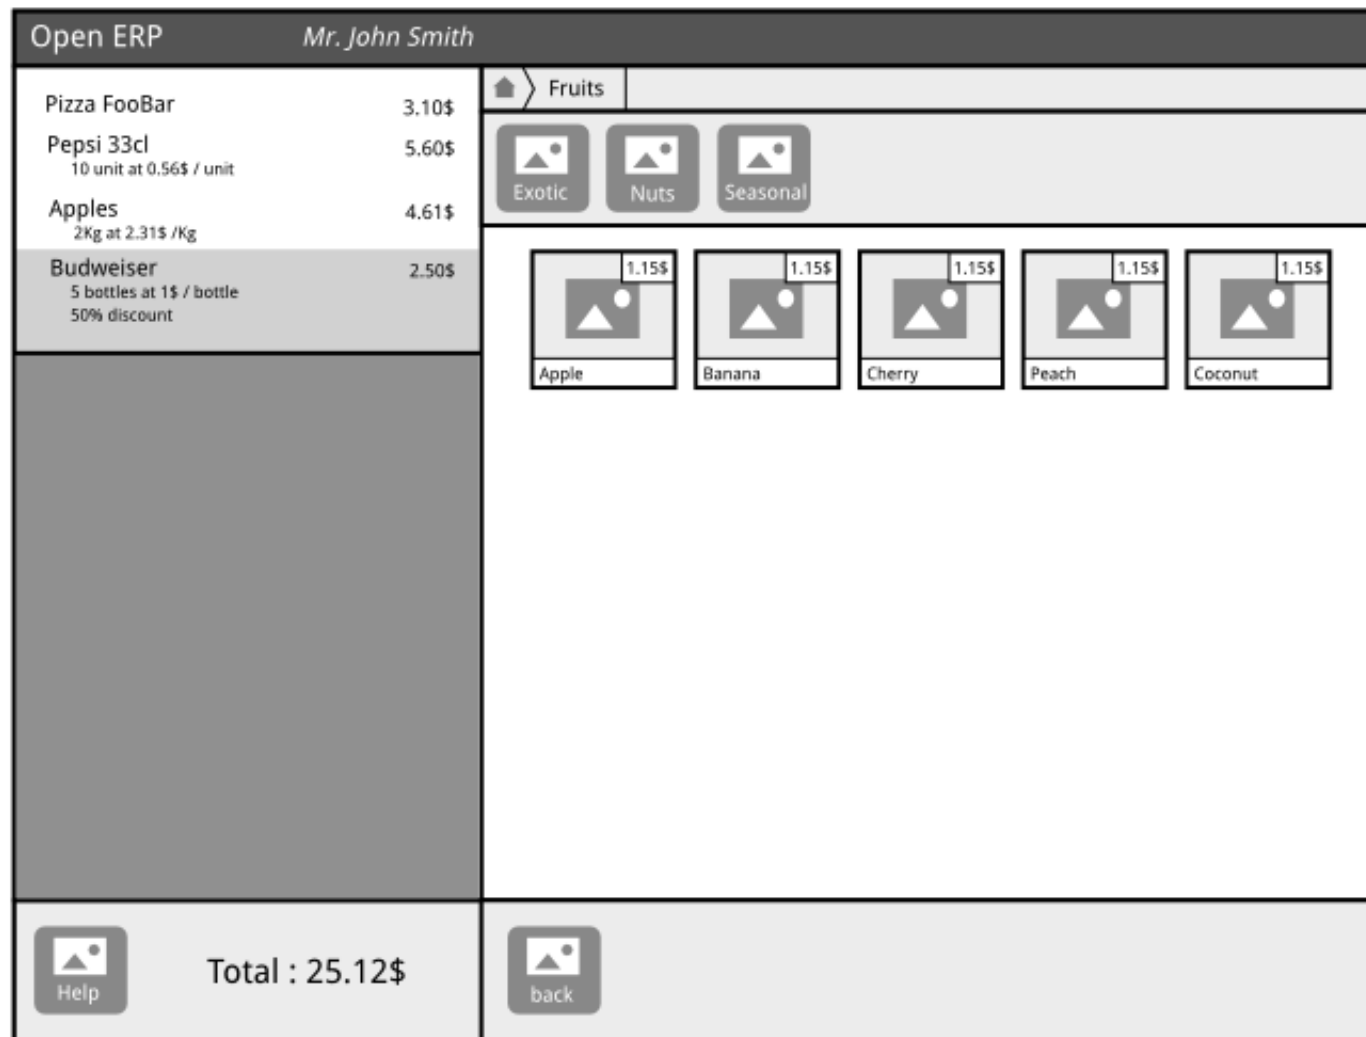 Open ERP
Mr. John Smith
Pizza FooBar 3.10$
Pepsi 33cl 5.60$
10 unit at 0.56$ / unit
Apples 4.61$
2Kg at 2.31$ /Kg
Budweiser 2.50$
5 bottles at 1$ / bottle
50% discount
Help
Total : 25.12$
Fruits
Exotic
Nuts
Seasonal
1.15$
Apple
1.15$
Banana
1.15$
Cherry
1.15$
Peach
1.15$
Coconut
back